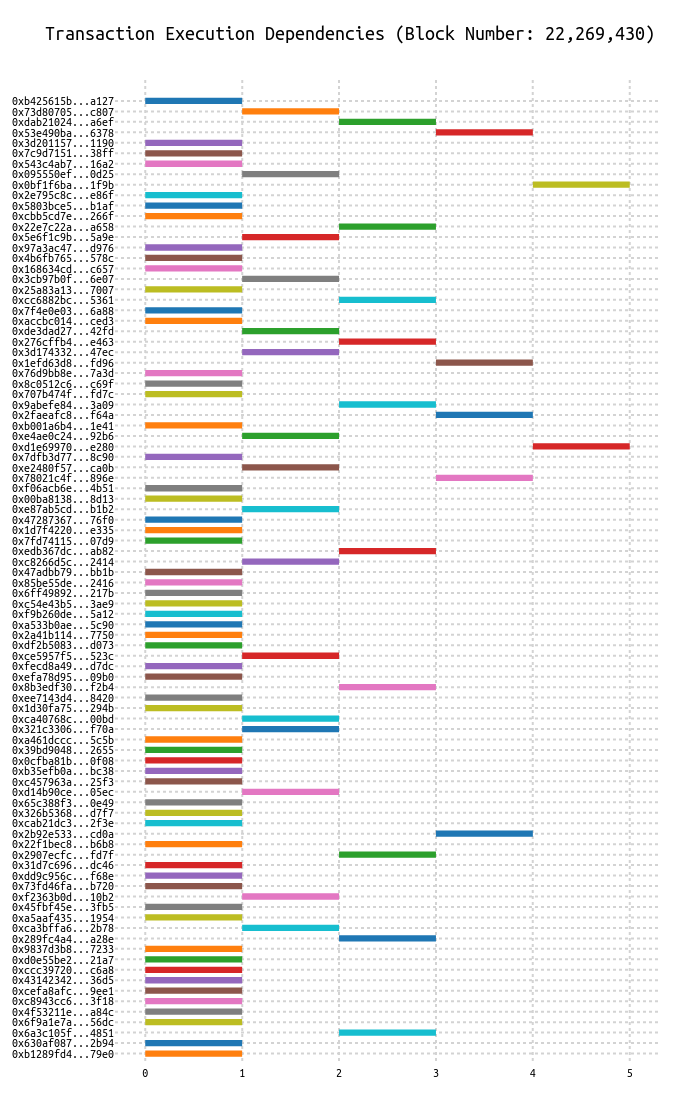 Transaction Execution Dependencies (Block Number: 22,269,430)
0xb425615b...a127
0x73d80705...c807
0xdab21024...a6ef
0x53e490ba...6378
0x3d201157...1190
0x7c9d7151...38ff
0x543c4ab7...16a2
0x095550ef...0d25
0x0bf1f6ba...1f9b
0x2e795c8c...e86f
0x5803bce5...b1af
0xcbb5cd7e...266f
0x22e7c22a...a658
0x5e6f1c9b...5a9e
0x97a3ac47...d976
0x4b6fb765...578c
0x168634cd...c657
0x3cb97b0f...6e07
0x25a83a13...7007
0xcc6882bc...5361
0x7f4e0e03...6a88
0xaccbc014...ced3
0xde3dad27...42fd
0x276cffb4...e463
0x3d174332...47ec
0x1efd63d8...fd96
0x76d9bb8e...7a3d
0x8c0512c6...c69f
0x707b474f...fd7c
0x9abefe84...3a09
0x2faeafc8...f64a
0xb001a6b4...1e41
0xe4ae0c24...92b6
0xd1e69970...e280
0x7dfb3d77...8c90
0xe2480f57...ca0b
0x78021c4f...896e
0xf06acb6e...4b51
0x00ba8138...8d13
0xe87ab5cd...b1b2
0x47287367...76f0
0x1d7f4220...e335
0x7fd74115...07d9
0xedb367dc...ab82
0xc8266d5c...2414
0x47adbb79...bb1b
0x85be55de...2416
0x6ff49892...217b
0xc54e43b5...3ae9
0xf9b260de...5a12
0xa533b0ae...5c90
0x2a41b114...7750
0xdf2b5083...d073
0xce5957f5...523c
0xfecd8a49...d7dc
0xefa78d95...09b0
0x8b3edf30...f2b4
0xee7143d4...8420
0x1d30fa75...294b
0xca40768c...00bd
0x321c3306...f70a
0xa461dccc...5c5b
0x39bd9048...2655
0x0cfba81b...0f08
0xb35efb0a...bc38
0xc457963a...25f3
0xd14b90ce...05ec
0x65c388f3...0e49
0x326b5368...d7f7
0xcab21dc3...2f3e
0x2b92e533...cd0a
0x22f1bec8...b6b8
0x2907ecfc...fd7f
0x31d7c696...dc46
0xdd9c956c...f68e
0x73fd46fa...b720
0xf2363b0d...10b2
0x45fbf45e...3fb5
0xa5aaf435...1954
0xca3bffa6...2b78
0x289fc4a4...a28e
0x9837d3b8...7233
0xd0e55be2...21a7
0xccc39720...c6a8
0x43142342...36d5
0xcefa8afc...9ee1
0xc8943cc6...3f18
0x4f53211e...a84c
0x6f9a1e7a...56dc
0x6a3c105f...4851
0x630af087...2b94
0xb1289fd4...79e0
0 1 2 3 4 5